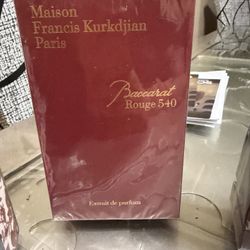 Maison
Francis Kurkdjian
Paris
Baccarat
Rouge 540
Extrait de parfum